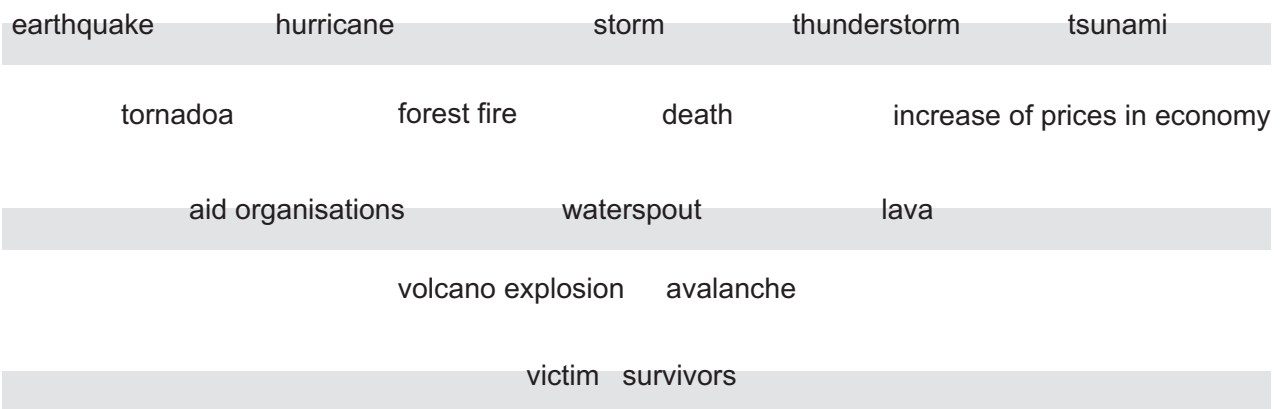 earthquake hurricane storm thunderstorm tsunami
tornadoa forest fire death increase of prices in economy
aid organisations waterspout lava
volcano explosion avalanche
victim survivors